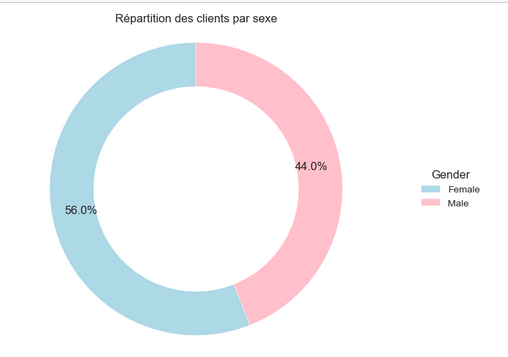 Répartition des clients par sexe
44.0%
56.0%
Gender
Female
Male